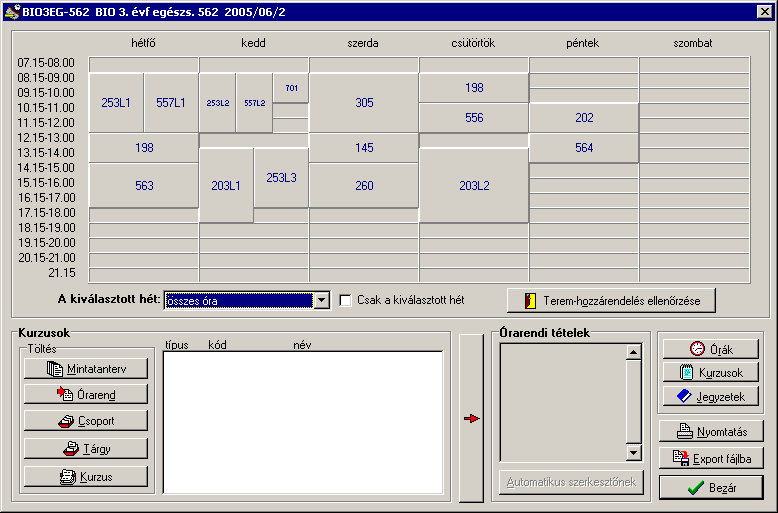 BIO3EG-562 BIO 3. évf egészs. 562 2005/06/2
hétfő kedd szerda csütörtök péntek szombat
07.15-08.00
08.15-09.00
09.15-10.00
10.15-11.00
11.15-12.00
12.15-13.00
13.15-14.00
14.15-15.00
15.15-16.00
16.15-17.00
17.15-18.00
18.15-19.00
19.15-20.00
20.15-21.00
21.15
253L1 557L1 253L2 557L2 701 305 198
556 202
198 145 564
563 203L1 253L3 260 203L2
A kiválasztott hét: összes óra Csak a kiválasztott hét Terem-hozzárendelés ellenőrzése
Kurzusok
Töltés
Mintatanterv
Órarend
Csoport
Tárgy
Kurzus
típus kód név
Órarendi tételek
Automatikus szerkesztőnek
Órák
Kurzusok
Jegyzetek
Nyomtatás
Export fájlba
Bezár